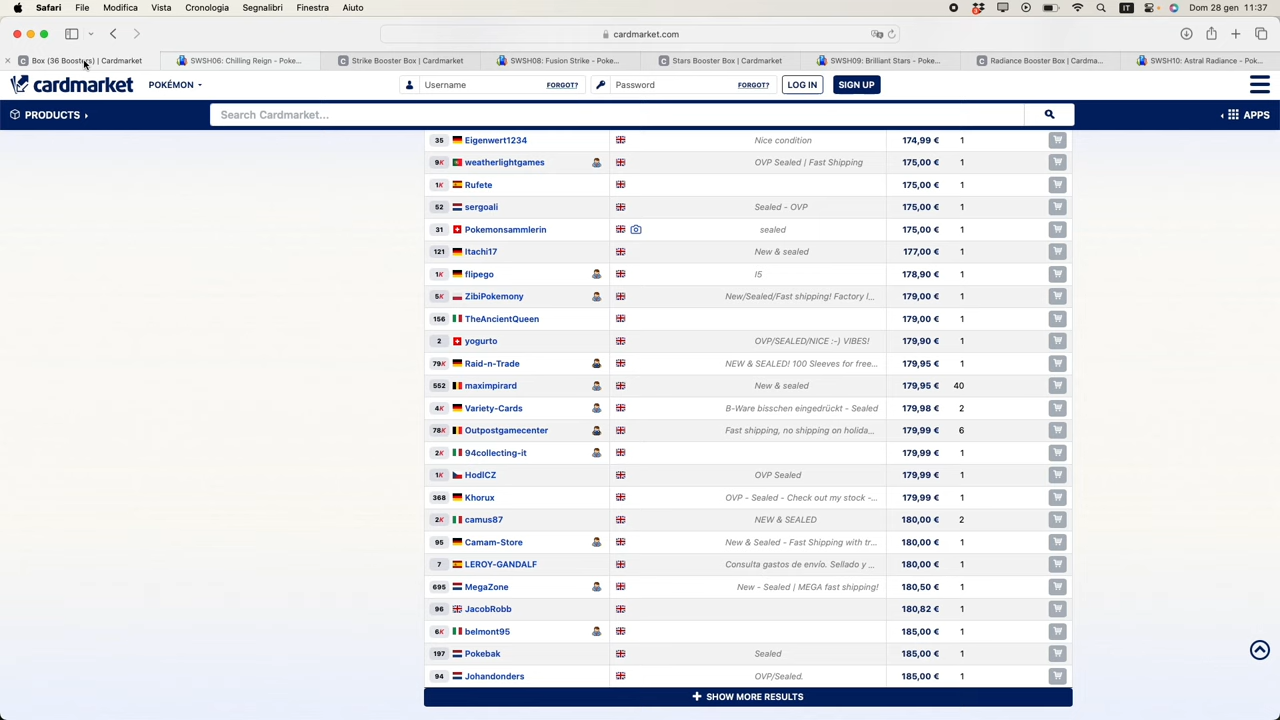 Safari File Modifica Vista Cronologia Segnalibri Finestra Aiuto IT Dom 28 gen 11:37
cardmarket.com
Box (36 Boosters) | Cardmarket SWSH06: Chilling Reign - Poke... Strike Booster Box | Cardmarket SWSH08: Fusion Strike - Poke... Stars Booster Box | Cardmarket SWSH09: Brilliant Stars - Poke... Radiance Booster Box | Cardma... SWSH10: Astral Radiance - Pok...
cardmarket POKÉMON Username FORGOT? Password FORGOT? LOG IN SIGN UP
PRODUCTS Search Cardmarket... APPS
35 Eigenwert1234 Nice condition 174,99 € 1
9K weatherlightgames OVP Sealed | Fast Shipping 175,00 € 1
1K Rufete 175,00 € 1
52 sergoali Sealed - OVP 175,00 € 1
31 Pokemonsammlerin sealed 175,00 € 1
121 Itachi17 New & sealed 177,00 € 1
1K flipego I5 178,90 € 1
5K ZibiPokemony New/Sealed/Fast shipping! Factory l... 179,00 € 1
156 TheAncientQueen 179,00 € 1
2 yogurto OVP/SEALED/NICE :-) VIBES! 179,90 € 1
79K Raid-n-Trade NEW & SEALED! 100 Sleeves for free... 179,95 € 1
552 maximpirard New & sealed 179,95 € 40
4K Variety-Cards B-Ware bisschen eingedrückt - Sealed 179,98 € 2
78K Outpostgamecenter Fast shipping, no shipping on holida... 179,99 € 6
2K 94collecting-it 179,99 € 1
1K HodlCZ OVP Sealed 179,99 € 1
368 Khorux OVP - Sealed - Check out my stock -... 179,99 € 1
2K camus87 NEW & SEALED 180,00 € 2
95 Camam-Store New & Sealed - Fast Shipping with tr... 180,00 € 1
7 LEROY-GANDALF Consulta gastos de envío. Sellado y ... 180,00 € 1
695 MegaZone New - Sealed | MEGA fast shipping! 180,50 € 1
96 JacobRobb 180,82 € 1
6K belmont95 185,00 € 1
197 Pokebak Sealed 185,00 € 1
94 Johandonders OVP/Sealed. 185,00 € 1
SHOW MORE RESULTS